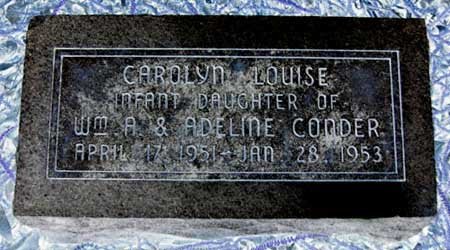 CAROLYN LOUISE
INFANT DAUGHTER OF
Wm A. & ADELINE CONDER
APRIL 17 1951 - JAN 28 1953